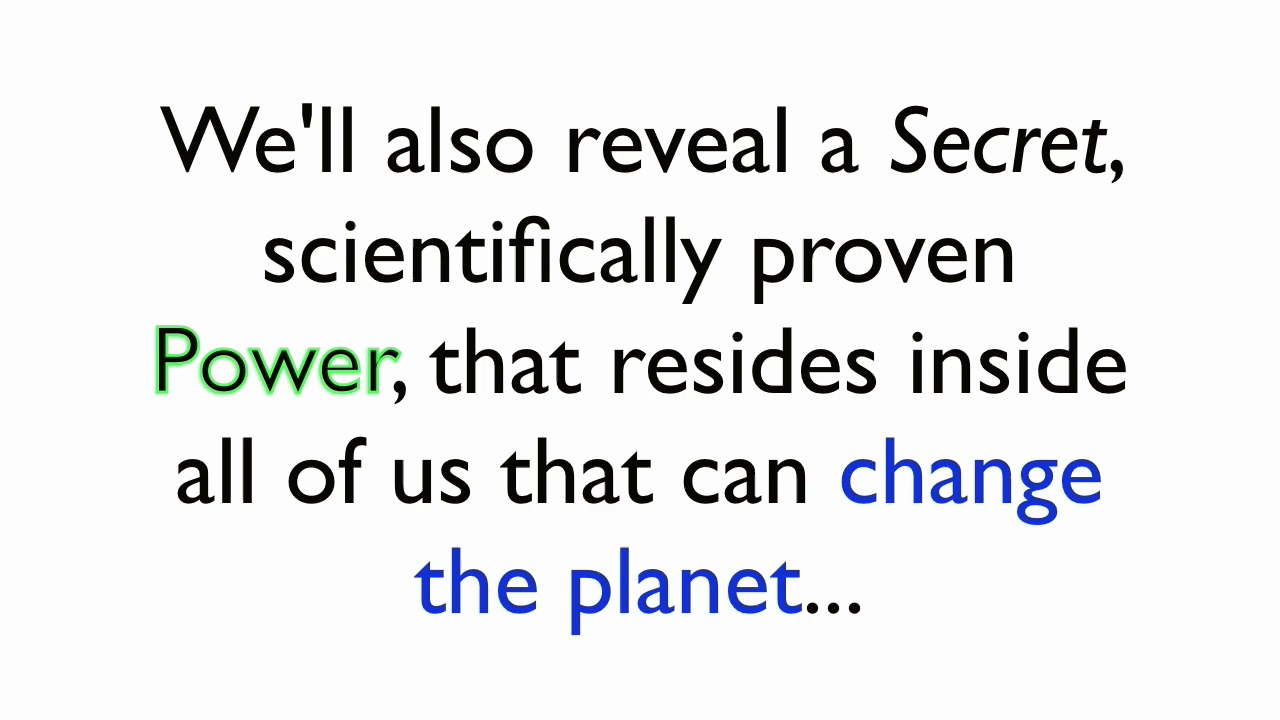 We'll also reveal a Secret,
scientifically proven
Power, that resides inside
all of us that can change
the planet...